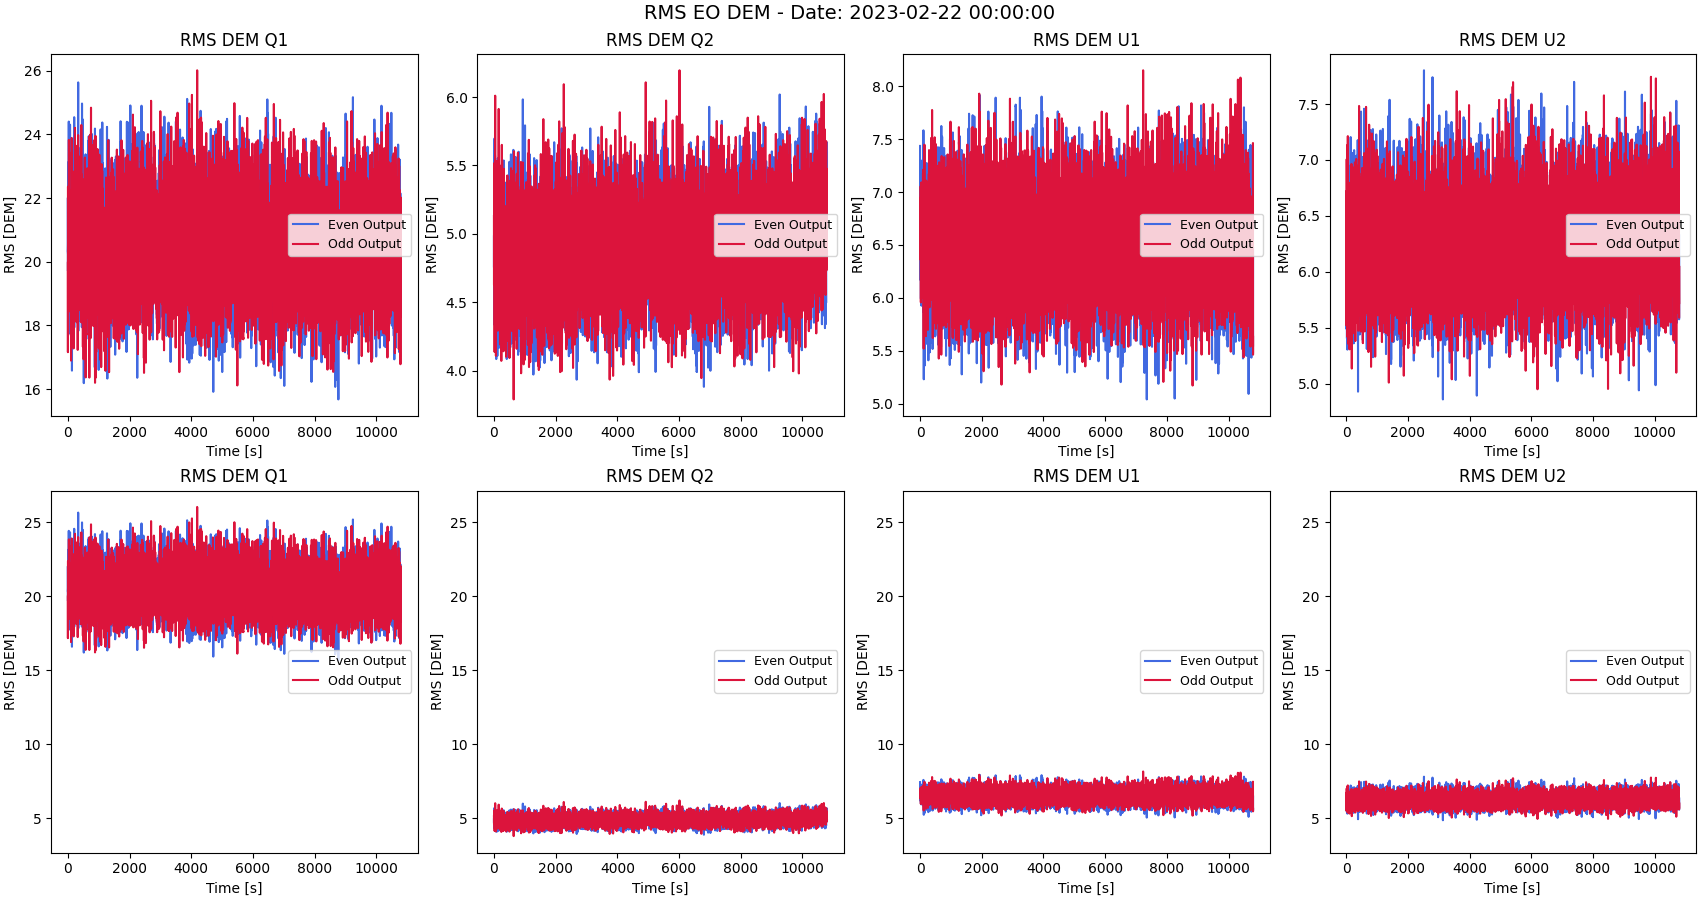 RMS EO DEM - Date: 2023-02-22 00:00:00
RMS DEM Q1
RMS [DEM]
26
24
22
20
18
16
0 2000 4000 6000 8000 10000
Time [s]
Even Output
Odd Output
RMS DEM Q2
RMS [DEM]
6.0
5.5
5.0
4.5
4.0
0 2000 4000 6000 8000 10000
Time [s]
Even Output
Odd Output
RMS DEM U1
RMS [DEM]
8.0
7.5
7.0
6.5
6.0
5.5
5.0
0 2000 4000 6000 8000 10000
Time [s]
Even Output
Odd Output
RMS DEM U2
RMS [DEM]
7.5
7.0
6.5
6.0
5.5
5.0
0 2000 4000 6000 8000 10000
Time [s]
Even Output
Odd Output
RMS DEM Q1
RMS [DEM]
25
20
15
10
5
0 2000 4000 6000 8000 10000
Time [s]
Even Output
Odd Output
RMS DEM Q2
RMS [DEM]
25
20
15
10
5
0 2000 4000 6000 8000 10000
Time [s]
Even Output
Odd Output
RMS DEM U1
RMS [DEM]
25
20
15
10
5
0 2000 4000 6000 8000 10000
Time [s]
Even Output
Odd Output
RMS DEM U2
RMS [DEM]
25
20
15
10
5
0 2000 4000 6000 8000 10000
Time [s]
Even Output
Odd Output